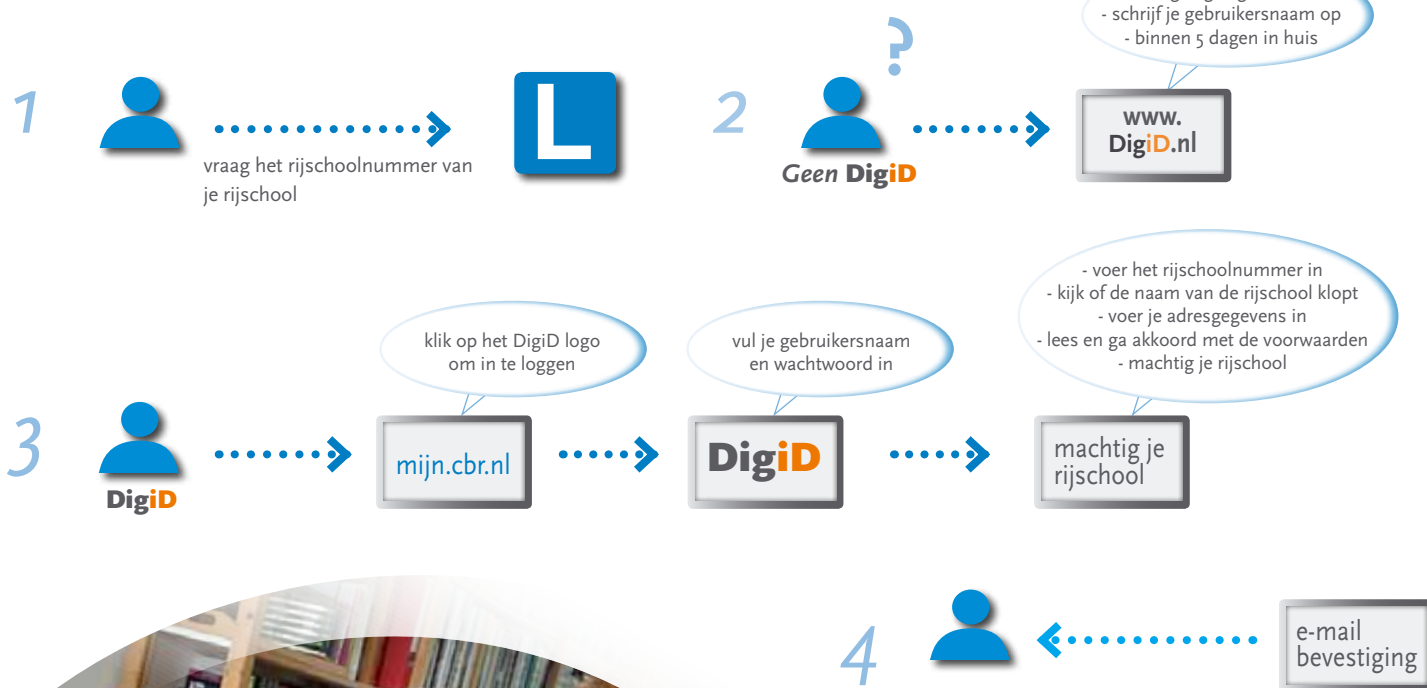 - schrijf je gebruikersnaam op
- binnen 5 dagen in huis
?
1
L
2
www.
DigiD.nl
vraag het rijschoolnummer van
je rijschool
Geen DigiD
- voer het rijschoolnummer in
- kijk of de naam van de rijschool klopt
- voer je adresgegevens in
- lees en ga akkoord met de voorwaarden
- machtig je rijschool
klik op het DigiD logo
om in te loggen
vul je gebruikersnaam
en wachtwoord in
3
DigiD
mijn.cbr.nl
DigiD
machtig je
rijschool
4
e-mail
bevestiging